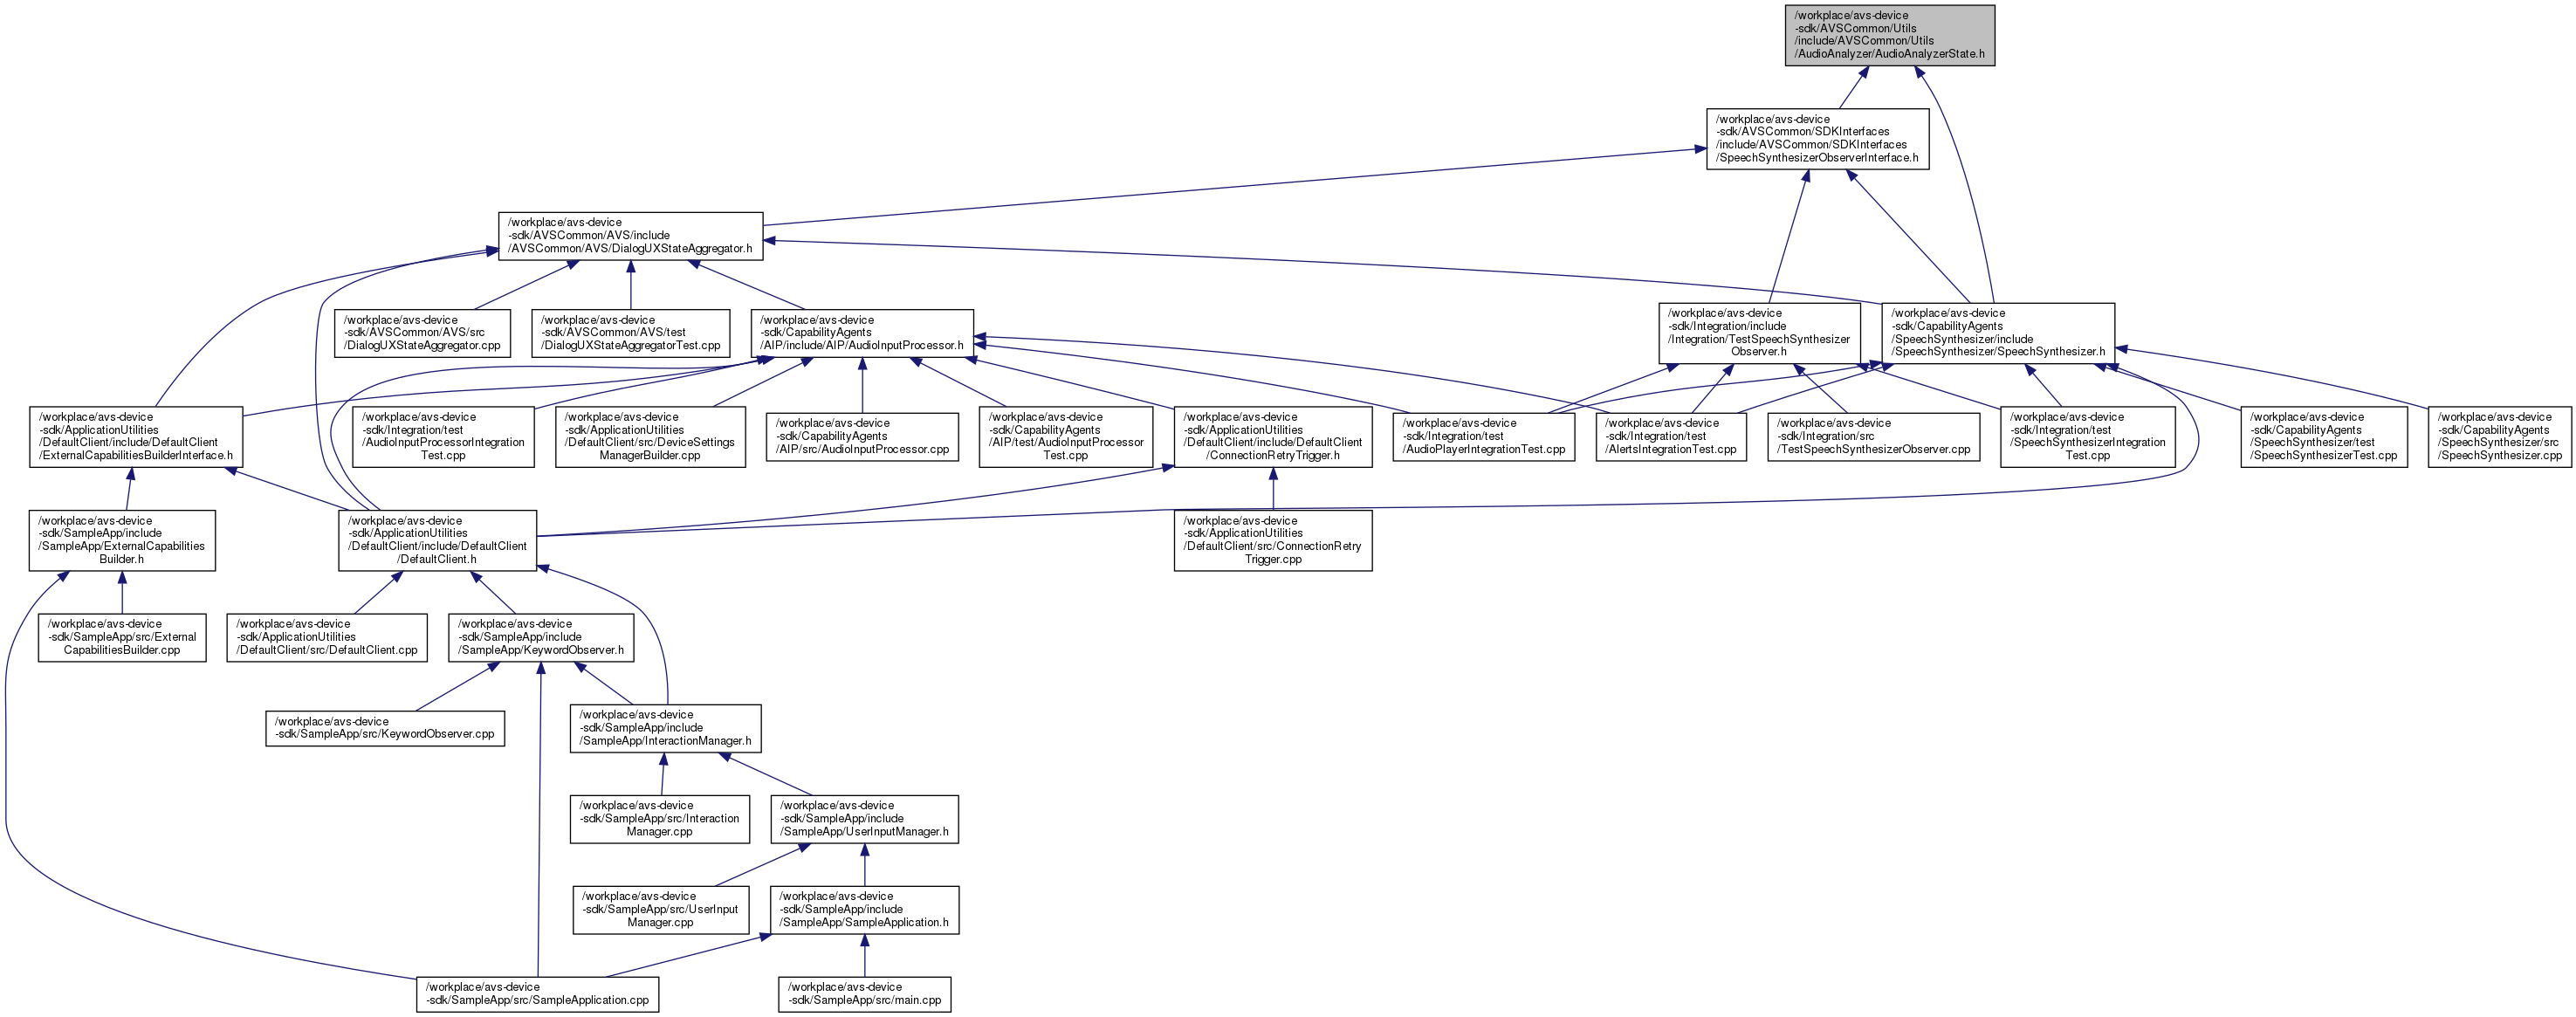 /workplace/avs-device
-sdk/AVSCommon/Utils
/include/AVSCommon/Utils
/AudioAnalyzer/AudioAnalyzerState.h
/workplace/avs-device
-sdk/AVSCommon/SDKInterfaces
/include/AVSCommon/SDKInterfaces
/SpeechSynthesizerObserverInterface.h
/workplace/avs-device
-sdk/AVSCommon/AVS/include
/AVSCommon/AVS/DialogUXStateAggregator.h
/workplace/avs-device
-sdk/AVSCommon/AVS/src
/DialogUXStateAggregator.cpp
/workplace/avs-device
-sdk/AVSCommon/AVS/test
/DialogUXStateAggregatorTest.cpp
/workplace/avs-device
-sdk/CapabilityAgents
/AIP/include/AIP/AudioInputProcessor.h
/workplace/avs-device
-sdk/Integration/include
/Integration/TestSpeechSynthesizer
Observer.h
/workplace/avs-device
-sdk/CapabilityAgents
/SpeechSynthesizer/include
/SpeechSynthesizer/SpeechSynthesizer.h
/workplace/avs-device
-sdk/ApplicationUtilities
/DefaultClient/include/DefaultClient
/ExternalCapabilitiesBuilderInterface.h
/workplace/avs-device
-sdk/Integration/test
/AudioInputProcessorIntegration
Test.cpp
/workplace/avs-device
-sdk/ApplicationUtilities
/DefaultClient/src/DeviceSettings
ManagerBuilder.cpp
/workplace/avs-device
-sdk/CapabilityAgents
/AIP/src/AudioInputProcessor.cpp
/workplace/avs-device
-sdk/CapabilityAgents
/AIP/test/AudioInputProcessor
Test.cpp
/workplace/avs-device
-sdk/ApplicationUtilities
/DefaultClient/include/DefaultClient
/ConnectionRetryTrigger.h
/workplace/avs-device
-sdk/Integration/test
/AudioPlayerIntegrationTest.cpp
/workplace/avs-device
-sdk/Integration/test
/AlertsIntegrationTest.cpp
/workplace/avs-device
-sdk/Integration/src
/TestSpeechSynthesizerObserver.cpp
/workplace/avs-device
-sdk/Integration/test
/SpeechSynthesizerIntegration
Test.cpp
/workplace/avs-device
-sdk/CapabilityAgents
/SpeechSynthesizer/test
/SpeechSynthesizerTest.cpp
/workplace/avs-device
-sdk/CapabilityAgents
/SpeechSynthesizer/src
/SpeechSynthesizer.cpp
/workplace/avs-device
-sdk/SampleApp/include
/SampleApp/ExternalCapabilities
Builder.h
/workplace/avs-device
-sdk/ApplicationUtilities
/DefaultClient/include/DefaultClient
/DefaultClient.h
/workplace/avs-device
-sdk/ApplicationUtilities
/DefaultClient/src/ConnectionRetry
Trigger.cpp
/workplace/avs-device
-sdk/SampleApp/src/External
CapabilitiesBuilder.cpp
/workplace/avs-device
-sdk/ApplicationUtilities
/DefaultClient/src/DefaultClient.cpp
/workplace/avs-device
-sdk/SampleApp/include
/SampleApp/KeywordObserver.h
/workplace/avs-device
-sdk/SampleApp/src/KeywordObserver.cpp
/workplace/avs-device
-sdk/SampleApp/include
/SampleApp/InteractionManager.h
/workplace/avs-device
-sdk/SampleApp/src/Interaction
Manager.cpp
/workplace/avs-device
-sdk/SampleApp/include
/SampleApp/UserInputManager.h
/workplace/avs-device
-sdk/SampleApp/src/UserInput
Manager.cpp
/workplace/avs-device
-sdk/SampleApp/include
/SampleApp/SampleApplication.h
/workplace/avs-device
-sdk/SampleApp/src/SampleApplication.cpp
/workplace/avs-device
-sdk/SampleApp/src/main.cpp